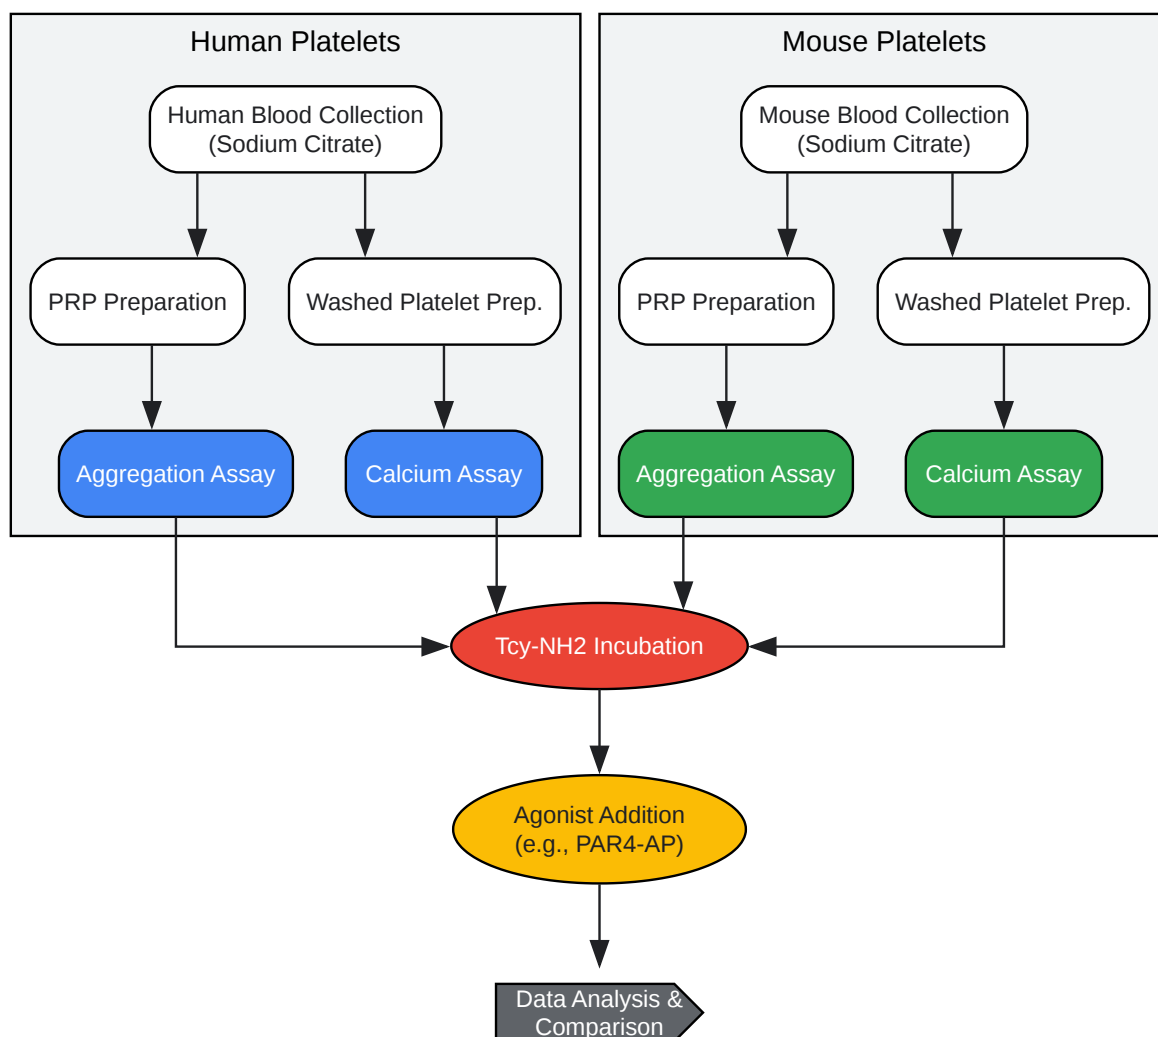 Human Platelets
Human Blood Collection
(Sodium Citrate)
PRP Preparation
Washed Platelet Prep.
Aggregation Assay
Calcium Assay
Mouse Platelets
Mouse Blood Collection
(Sodium Citrate)
PRP Preparation
Washed Platelet Prep.
Aggregation Assay
Calcium Assay
Tcy-NH2 Incubation
Agonist Addition
(e.g., PAR4-AP)
Data Analysis &
Comparison